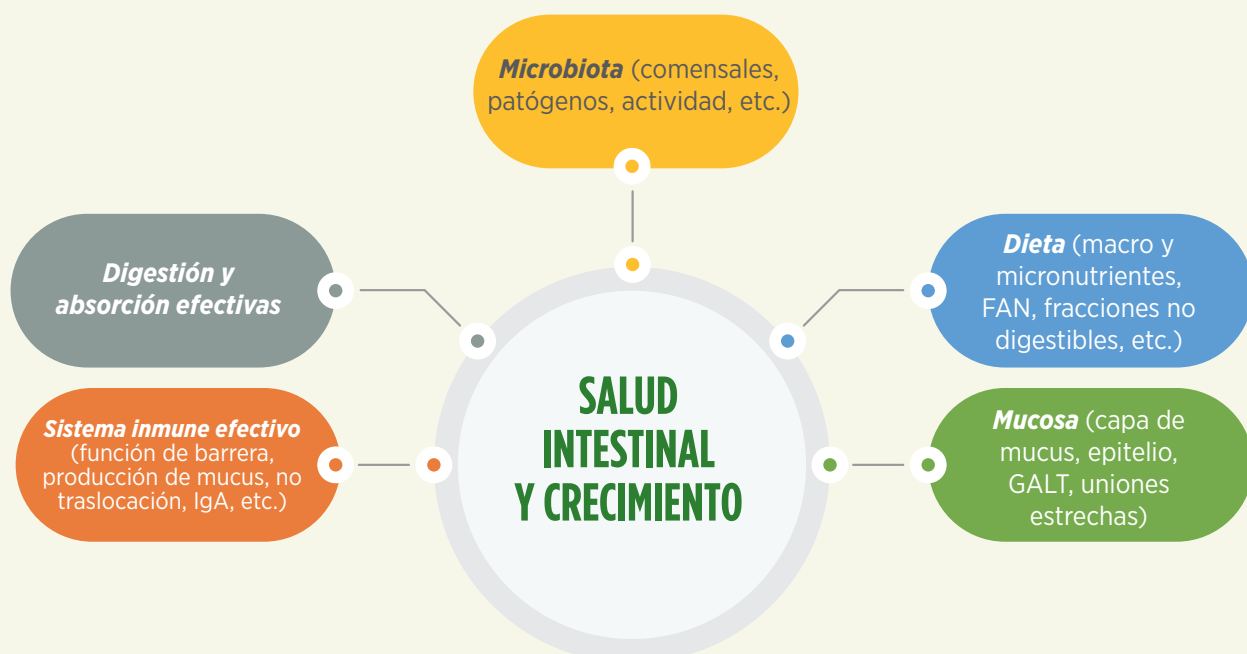 Microbiota (comensales,
patógenos, actividad, etc.)
Digestión y
absorción efectivas
Dieta (macro y
micronutrientes,
FAN, fracciones no
digestibles, etc.)
Sistema inmune efectivo
(función de barrera,
producción de mucus, no
traslocación, IgA, etc.)
SALUD
INTESTINAL
Y CRECIMIENTO
Mucosa (capa de
mucus, epitelio,
GALT, uniones
estrechas)